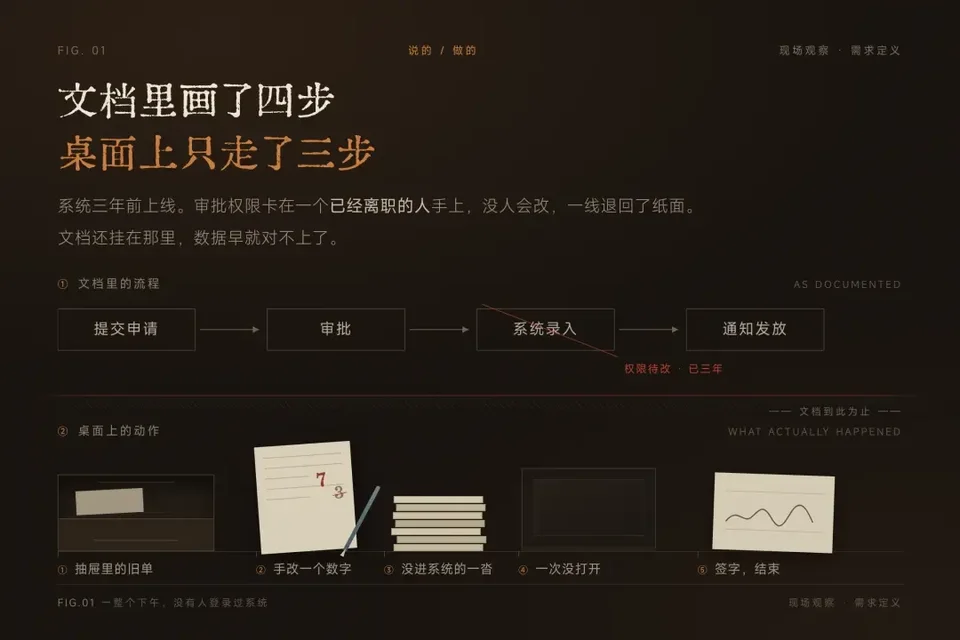 FIG. 01
说的 / 做的
现场观察 · 需求定义
文档里画了四步
桌面上只走了三步
系统三年前上线。审批权限卡在一个已经离职的人手上，没人会改，一线退回了纸面。
文档还挂在那里，数据早就对不上了。
① 文档里的流程
AS DOCUMENTED
提交申请
审批
系统录入
通知发放
权限待改 · 已三年
—— 文档到此为止 ——
② 桌面上的动作
WHAT ACTUALLY HAPPENED
7
3
① 抽屉里的旧单
② 手改一个数字
③ 没进系统的一沓
④ 一次没打开
⑤ 签字，结束
FIG.01 一整个下午，没有人登录过系统
现场观察 · 需求定义